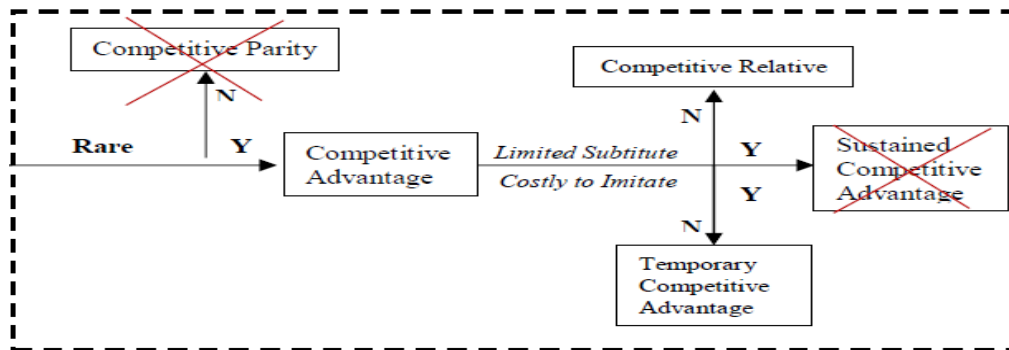 Competitive Parity
N
Rare
Y
Competitive
Advantage
Limited Subtitute
Costly to Imitate
Competitive Relative
N
Y
Y
N
Sustained
Competitive
Advantage
Temporary
Competitive
Advantage